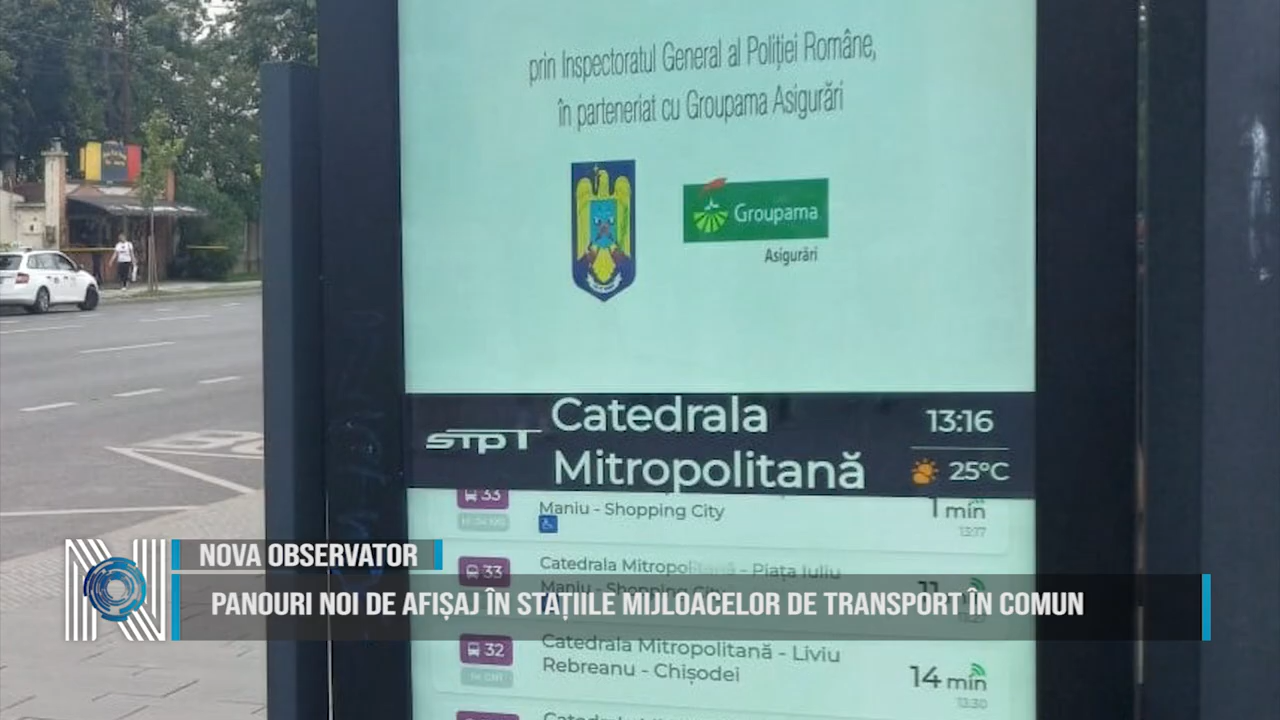 prin Inspectoratul General al Poliției Române,
în parteneriat cu Groupama Asigurări
Groupama
Asigurări
STPT
Catedrala
Mitropolitană
13:16
25°C
33
Maniu - Shopping City
1 min
13:17
33
Catedrala Mitropolitană - Piața Iuliu
Maniu - Shopping City
11 min
32
Catedrala Mitropolitană - Liviu
Rebreanu - Chișodei
14 min
13:30
NOVA OBSERVATOR
PANOURI NOI DE AFIȘAJ ÎN STAȚIILE MIJLOACELOR DE TRANSPORT ÎN COMUN